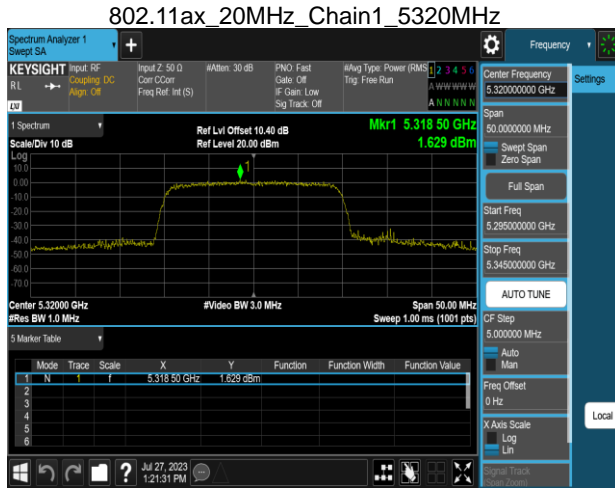 802.11ax_20MHz_Chain1_5320MHz
Spectrum Analyzer 1
Swept SA
Frequency
KEYSIGHT
RL
Input: RF
Coupling: DC
Align: Off
Input Z: 50 Ω
Corr CCorr
Freq Ref: Int (S)
#Atten: 30 dB
PNO: Fast
Gate: Off
IF Gain: Low
Sig Track: Off
#Avg Type: Power (RMS
Trig: Free Run
1 2 3 4 5 6
A W W W W W
A N N N N N
LW
1 Spectrum
Scale/Div 10 dB
Log
Ref Lvl Offset 10.40 dB
Ref Level 20.00 dBm
Mkr1 5.318 50 GHz
1.629 dBm
1
10.0
0.00
-10.0
-20.0
-30.0
-40.0
-50.0
-60.0
-70.0
Center 5.32000 GHz
#Res BW 1.0 MHz
#Video BW 3.0 MHz
Span 50.00 MHz
Sweep 1.00 ms (1001 pts)
5 Marker Table
Mode Trace Scale X Y Function Function Width Function Value
1 N 1 f 5.318 50 GHz 1.629 dBm
2
3
4
5
6
Jul 27, 2023
1:21:31 PM
Center Frequency
5.320000000 GHz
Span
50.0000000 MHz
Swept Span
Zero Span
Full Span
Start Freq
5.295000000 GHz
Stop Freq
5.345000000 GHz
AUTO TUNE
CF Step
5.000000 MHz
Auto
Man
Freq Offset
0 Hz
X Axis Scale
Log
Lin
Signal Track
(Span Zoom)
Settings
Local